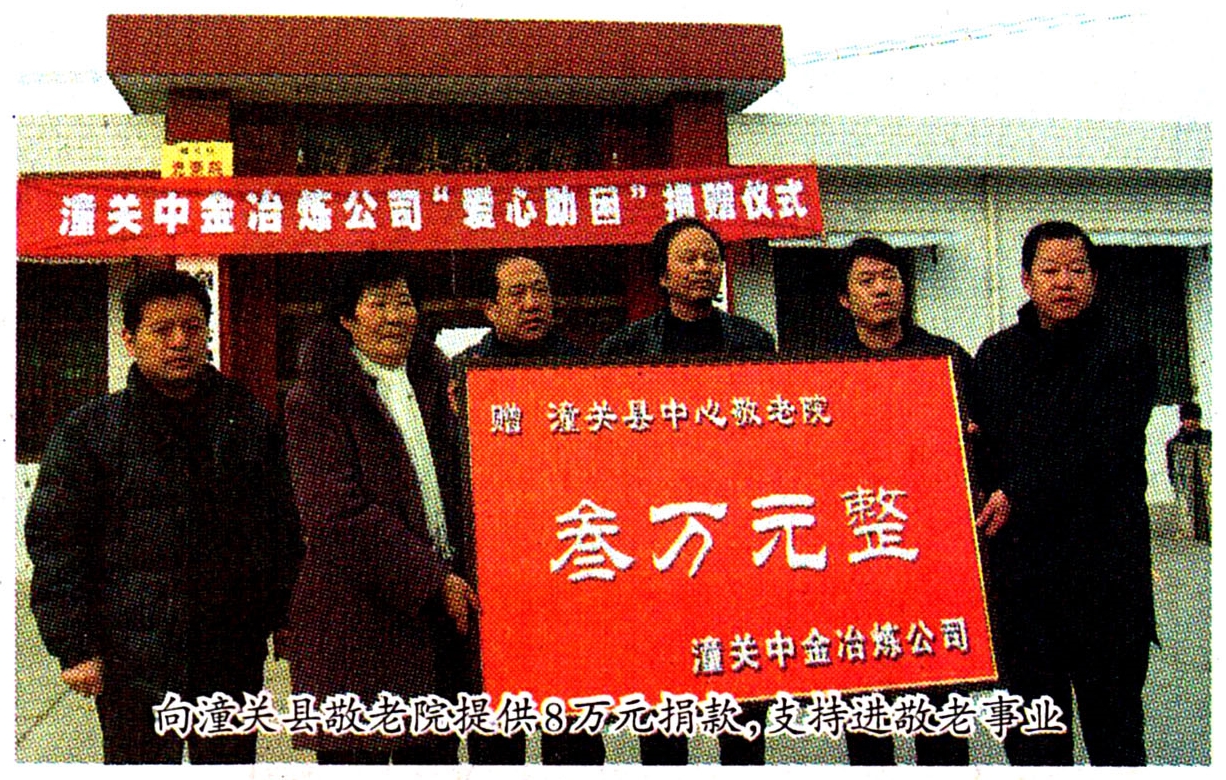 潼关中金冶炼公司“爱心助困”捐赠仪式
赠 潼关县中心敬老院
叁万元整
潼关中金冶炼公司
向潼关县敬老院提供8万元捐款,支持进敬老事业